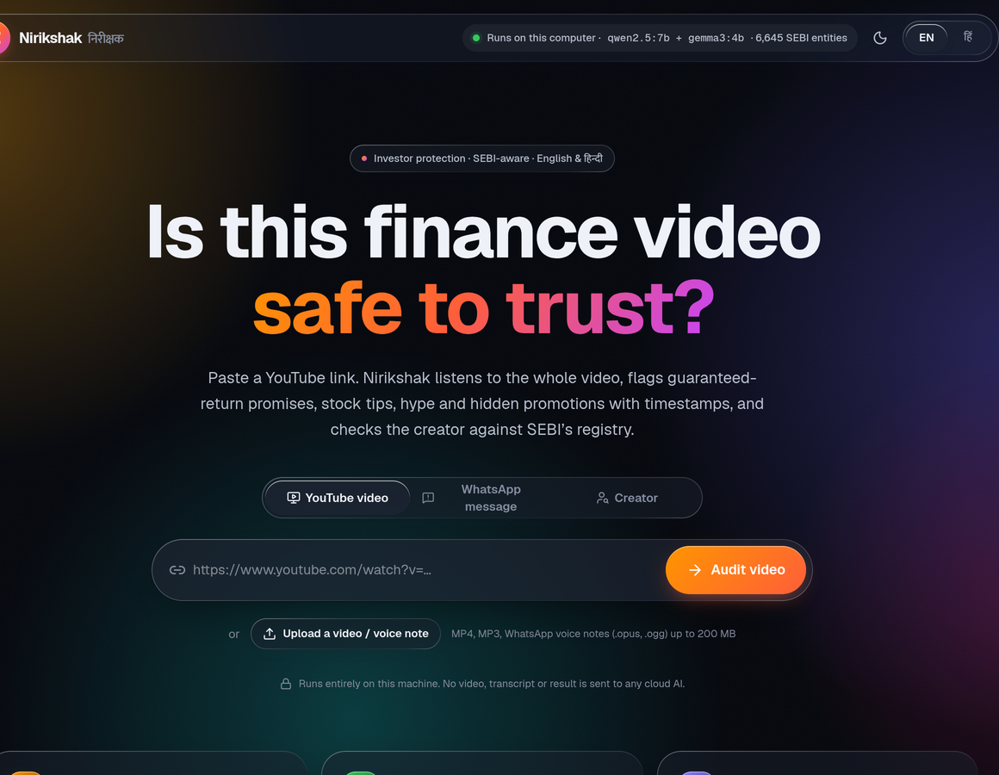 Nirikshak निरीक्षक
Runs on this computer · qwen2.5:7b + gemma3:4b · 6,645 SEBI entities
EN
हिं
Investor protection · SEBI-aware · English & हिन्दी
Is this finance video
safe to trust?
Paste a YouTube link. Nirikshak listens to the whole video, flags guaranteed-
return promises, stock tips, hype and hidden promotions with timestamps, and
checks the creator against SEBI’s registry.
YouTube video
WhatsApp
message
Creator
https://www.youtube.com/watch?v=…
Audit video
or
Upload a video / voice note
MP4, MP3, WhatsApp voice notes (.opus, .ogg) up to 200 MB
Runs entirely on this machine. No video, transcript or result is sent to any cloud AI.